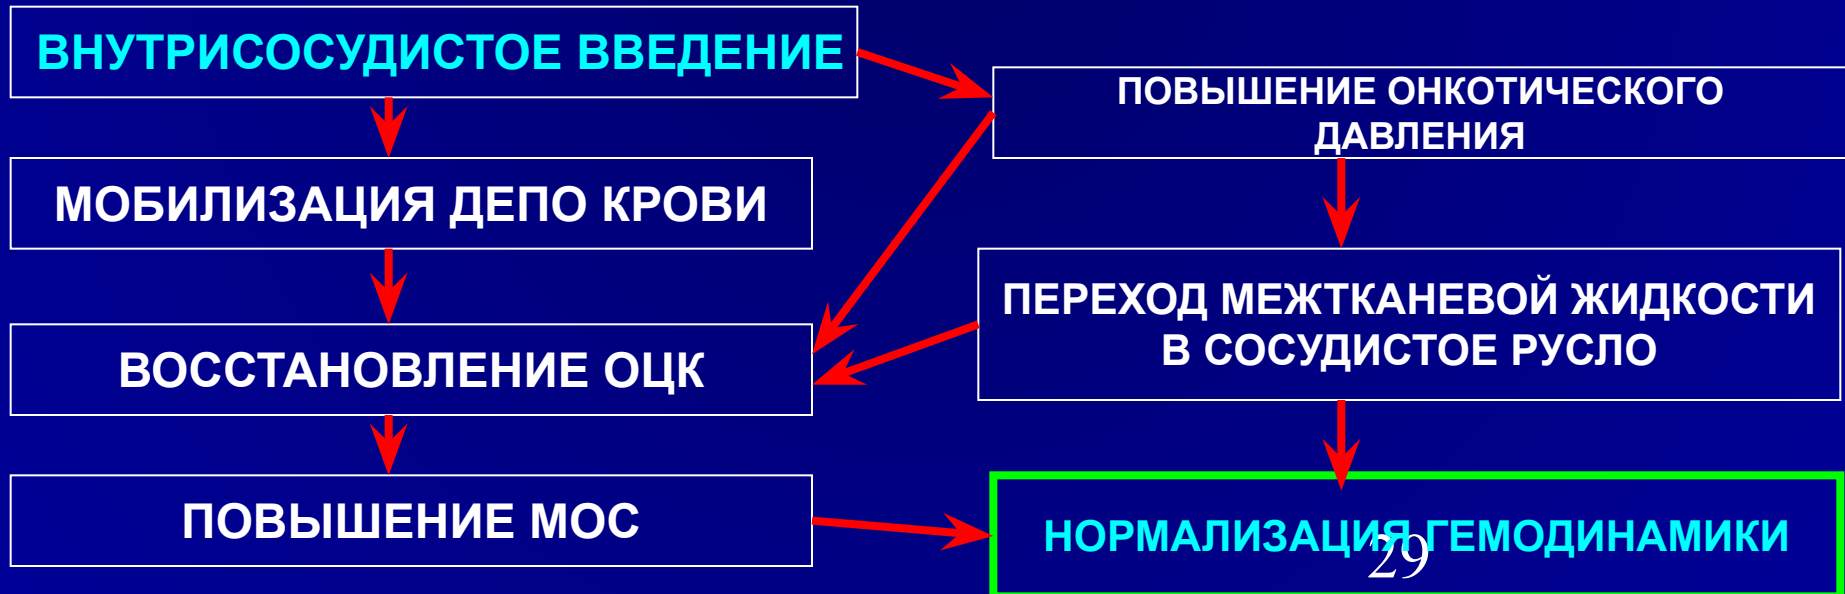 ВНУТРИСОСУДИСТОЕ ВВЕДЕНИЕ
ПОВЫШЕНИЕ ОНКОТИЧЕСКОГО
ДАВЛЕНИЯ
МОБИЛИЗАЦИЯ ДЕПО КРОВИ
ПЕРЕХОД МЕЖТКАНЕВОЙ ЖИДКОСТИ
В СОСУДИСТОЕ РУСЛО
ВОССТАНОВЛЕНИЕ ОЦК
ПОВЫШЕНИЕ МОС
НОРМАЛИЗАЦИЯ ГЕМОДИНАМИКИ
29